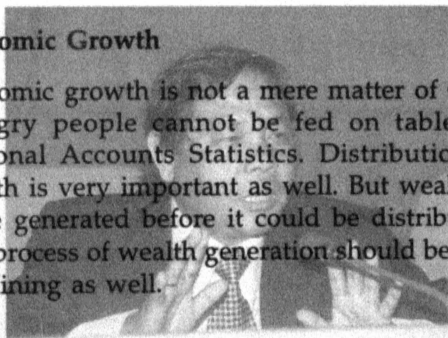 omic Growth
omic growth is not a mere matter of
gry people cannot be fed on table
onal Accounts Statistics. Distributio
th is very important as well. But weal
e generated before it could be distrib
process of wealth generation should be
ining as well.